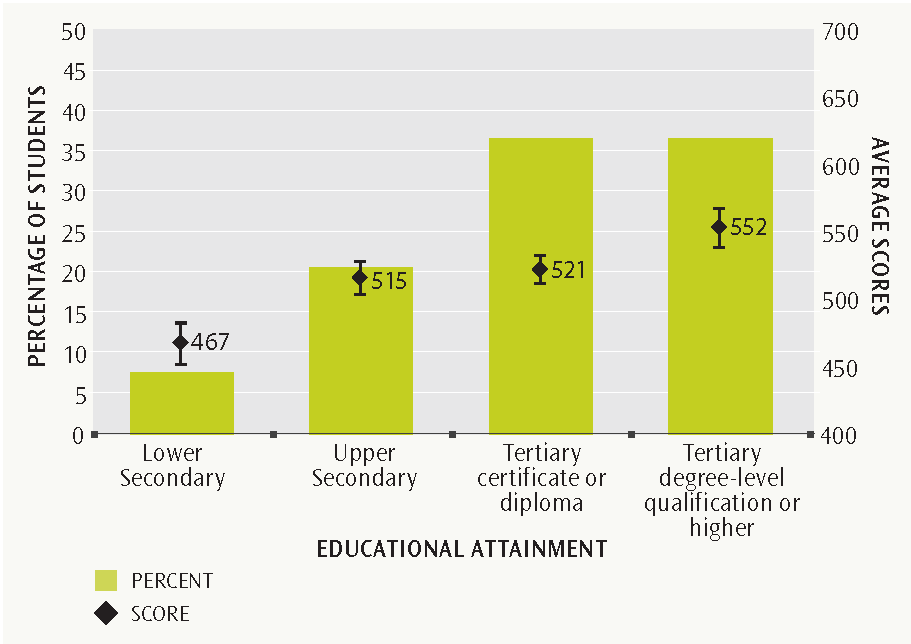 PERCENTAGE OF STUDENTS
50
45
40
35
30
25
20
15
10
5
0
700
650
600
550
500
450
400
AVERAGE SCORES
467
515
521
552
Lower
Secondary
Upper
Secondary
Tertiary
certificate or
diploma
Tertiary
degree-level
qualification or
higher
EDUCATIONAL ATTAINMENT
PERCENT
SCORE